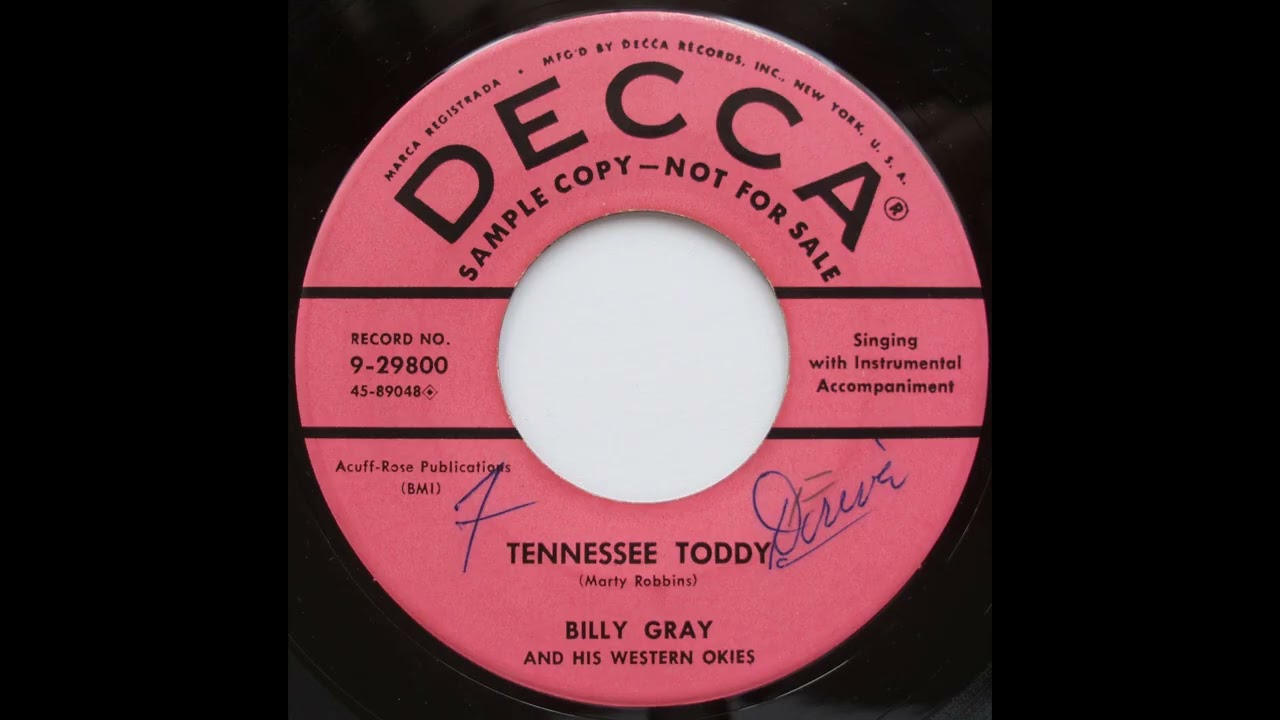 MARCA REGISTRADA • MFG'D BY DECCA RECORDS, INC., NEW YORK, U. S. A.
DECCA®
SAMPLE COPY—NOT FOR SALE
RECORD NO.
9-29800
45-89048
Singing
with Instrumental
Accompaniment
Acuff-Rose Publications
(BMI)
TENNESSEE TODDY
(Marty Robbins)
BILLY GRAY
AND HIS WESTERN OKIES